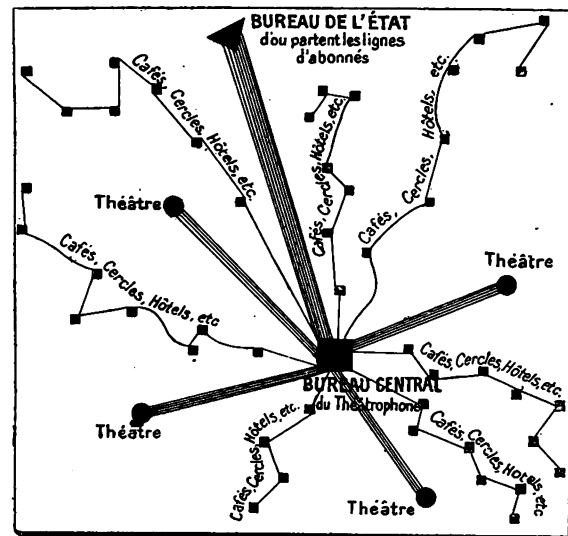 BUREAU DE L'ÉTAT
d'ou partent les lignes
d'abonnés
Cafés, Cercles, Hôtels, etc.
Cafés, Cercles, Hôtels, etc.
Cafés, Cercles, Hôtels, etc.
Théâtre
Cafés, Cercles, Hôtels, etc
Théâtre
BUREAU CENTRAL
du Théâtrophone
Cafés, Cercles, Hôtels, etc.
Théâtre
Cafés, Cercles, Hôtels, etc.
Cafés, Cercles, Hotels, etc
Théâtre